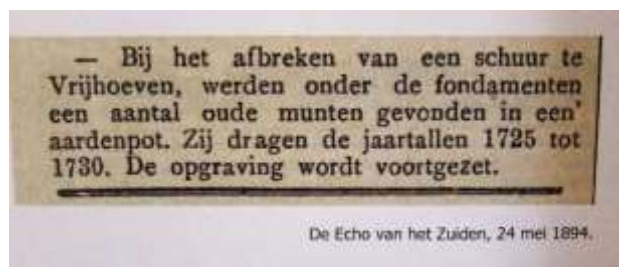 — Bij het afbreken van een schuur te
Vrijhoeven, werden onder de fondamenten
een aantal oude munten gevonden in een'
aardenpot. Zij dragen de jaartallen 1725 tot
1730. De opgraving wordt voortgezet.
De Echo van het Zuiden, 24 mei 1894.